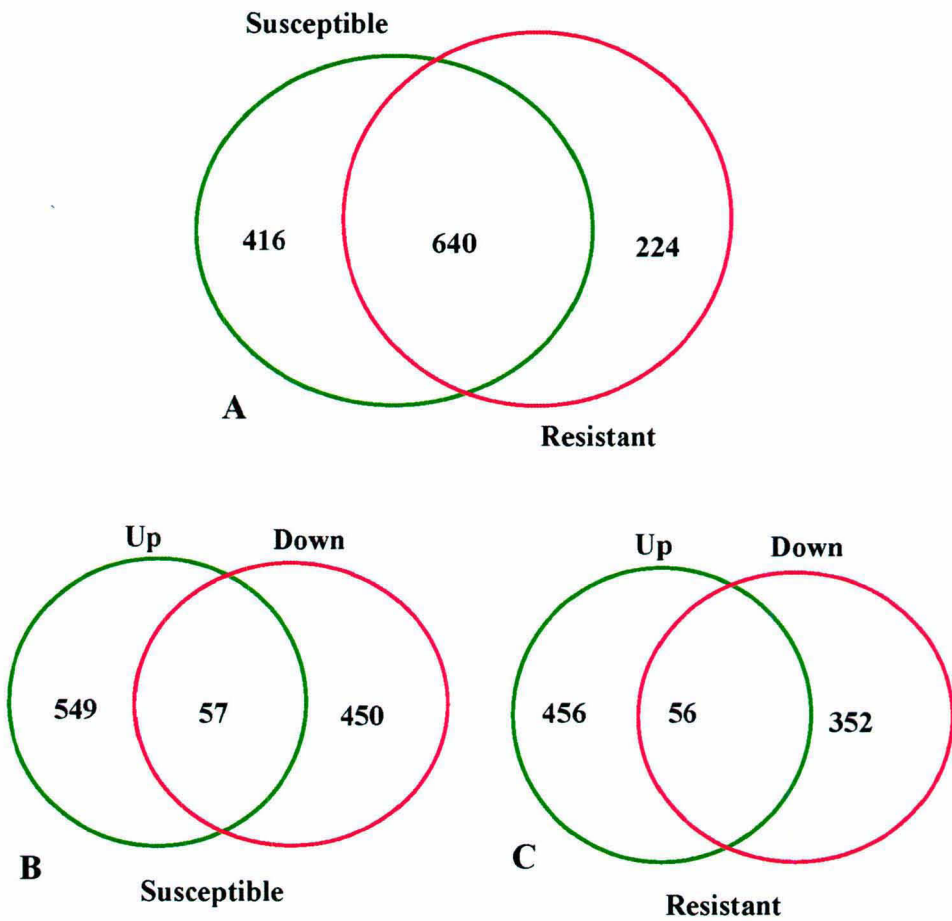 Susceptible
416 640 224
A
Resistant
Up Down
549 57 450
B
Susceptible
Up Down
456 56 352
C
Resistant